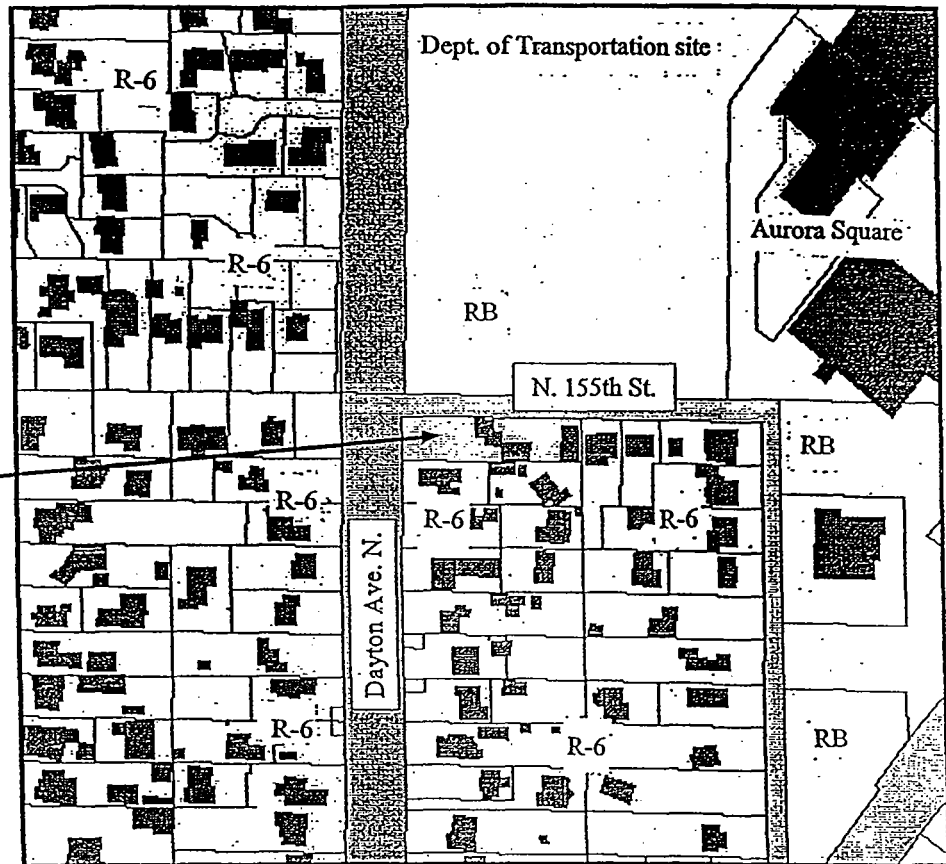 Dept. of Transportation site
R-6
Aurora Square
R-6
RB
N. 155th St.
RB
R-6
R-6
R-6
Dayton Ave. N.
R-6
R-6
RB